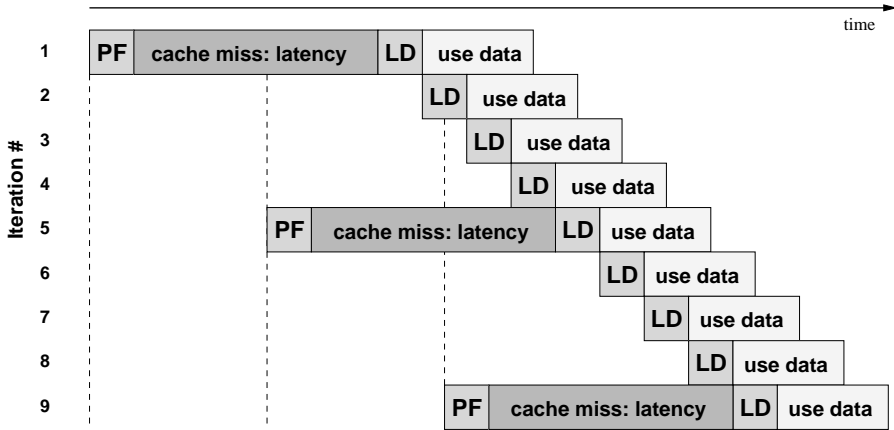 time
Iteration #
1 PF cache miss: latency LD use data
2 LD use data
3 LD use data
4 LD use data
5 PF cache miss: latency LD use data
6 LD use data
7 LD use data
8 LD use data
9 PF cache miss: latency LD use data